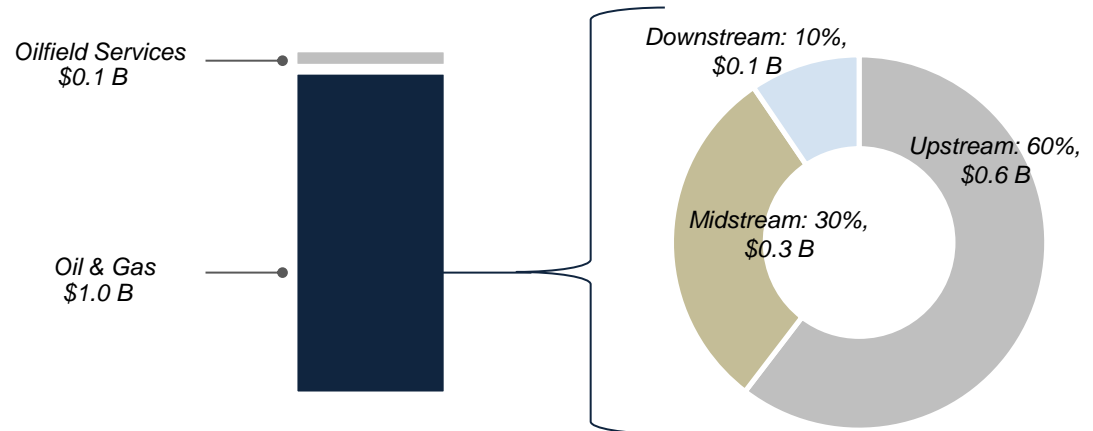 Oilfield Services
$0.1 B
Oil & Gas
$1.0 B
Downstream: 10%,
$0.1 B
Upstream: 60%,
$0.6 B
Midstream: 30%,
$0.3 B